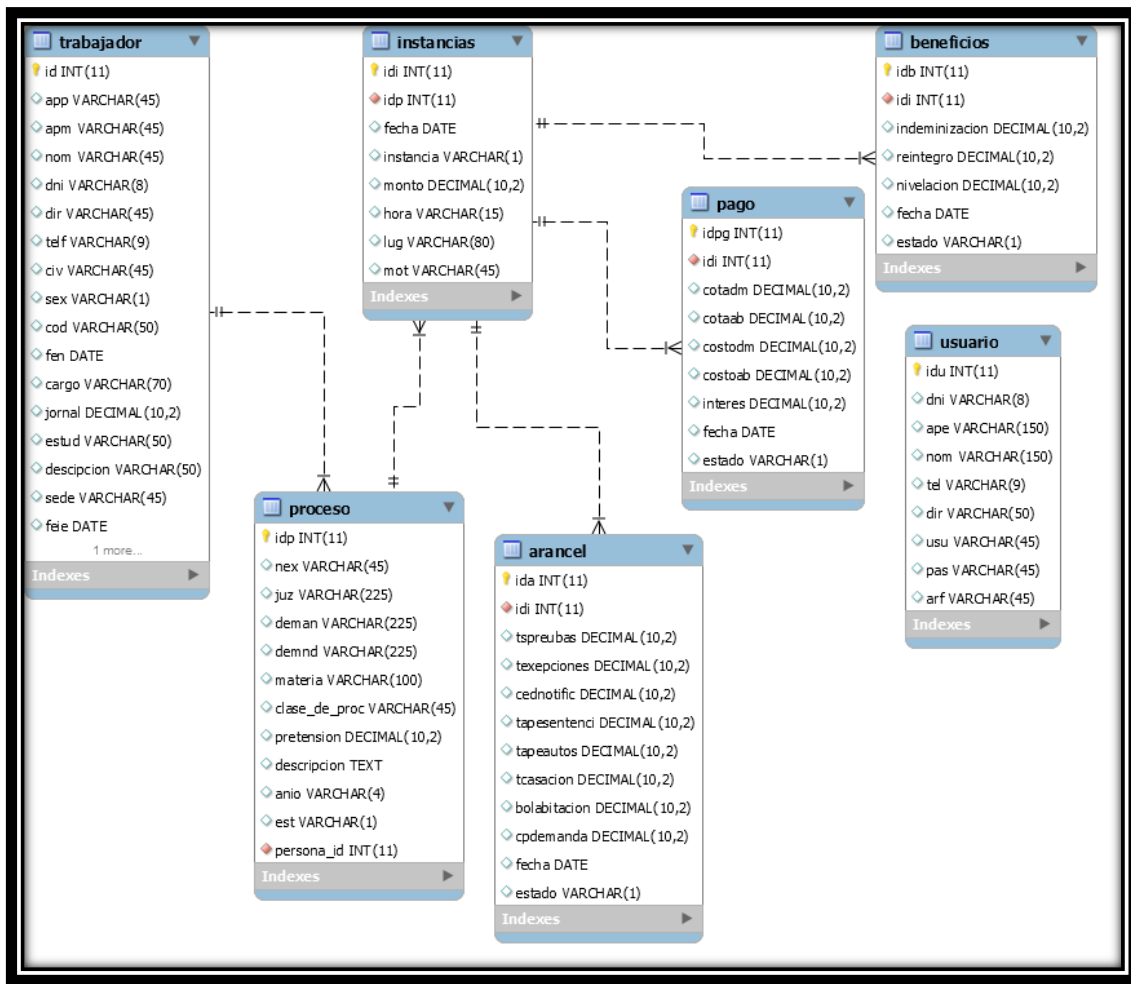 trabajador
id INT(11)
app VARCHAR(45)
apm VARCHAR(45)
nom VARCHAR(45)
dni VARCHAR(8)
dir VARCHAR(45)
telf VARCHAR(9)
civ VARCHAR(45)
sex VARCHAR(1)
cod VARCHAR(50)
fen DATE
cargo VARCHAR(70)
jornal DECIMAL(10,2)
estud VARCHAR(50)
descipcion VARCHAR(50)
sede VARCHAR(45)
feie DATE
1 more...
Indexes
instancias
idi INT(11)
idp INT(11)
fecha DATE
instancia VARCHAR(1)
monto DECIMAL(10,2)
hora VARCHAR(15)
lug VARCHAR(80)
mot VARCHAR(45)
Indexes
beneficios
idb INT(11)
idi INT(11)
indeminizacion DECIMAL(10,2)
reintegro DECIMAL(10,2)
nivelacion DECIMAL(10,2)
fecha DATE
estado VARCHAR(1)
Indexes
pago
idpg INT(11)
idi INT(11)
cotadm DECIMAL(10,2)
cotaab DECIMAL(10,2)
costodm DECIMAL(10,2)
costoab DECIMAL(10,2)
interes DECIMAL(10,2)
fecha DATE
estado VARCHAR(1)
Indexes
usuario
idu INT(11)
dni VARCHAR(8)
ape VARCHAR(150)
nom VARCHAR(150)
tel VARCHAR(9)
dir VARCHAR(50)
usu VARCHAR(45)
pas VARCHAR(45)
arf VARCHAR(45)
Indexes
proceso
idp INT(11)
nex VARCHAR(45)
juz VARCHAR(225)
deman VARCHAR(225)
demnd VARCHAR(225)
materia VARCHAR(100)
clase_de_proc VARCHAR(45)
pretension DECIMAL(10,2)
descripcion TEXT
anio VARCHAR(4)
est VARCHAR(1)
persona_id INT(11)
Indexes
arancel
ida INT(11)
idi INT(11)
tspreubas DECIMAL(10,2)
texepciones DECIMAL(10,2)
cednotific DECIMAL(10,2)
tapesentenci DECIMAL(10,2)
tapeautos DECIMAL(10,2)
tcasacion DECIMAL(10,2)
bolabitacion DECIMAL(10,2)
cpdemanda DECIMAL(10,2)
fecha DATE
estado VARCHAR(1)
Indexes